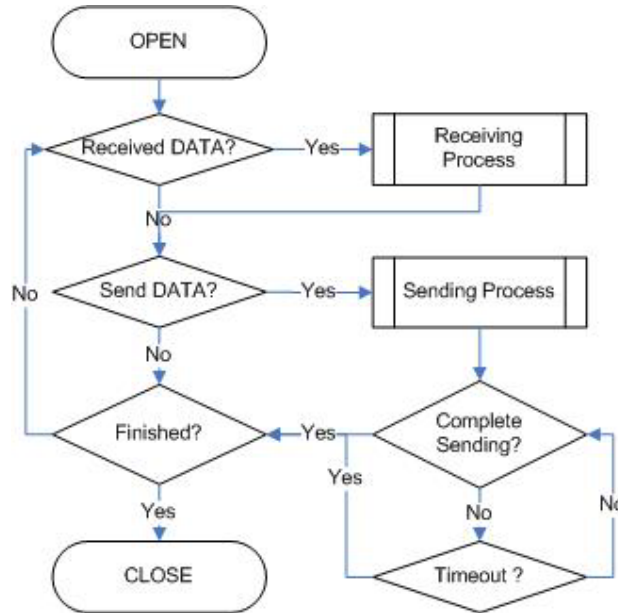 OPEN
Received DATA?
Yes
Receiving
Process
No
Send DATA?
Yes
Sending Process
No
No
Finished?
Yes
Complete
Sending?
Yes
No
No
Yes
CLOSE
Timeout ?